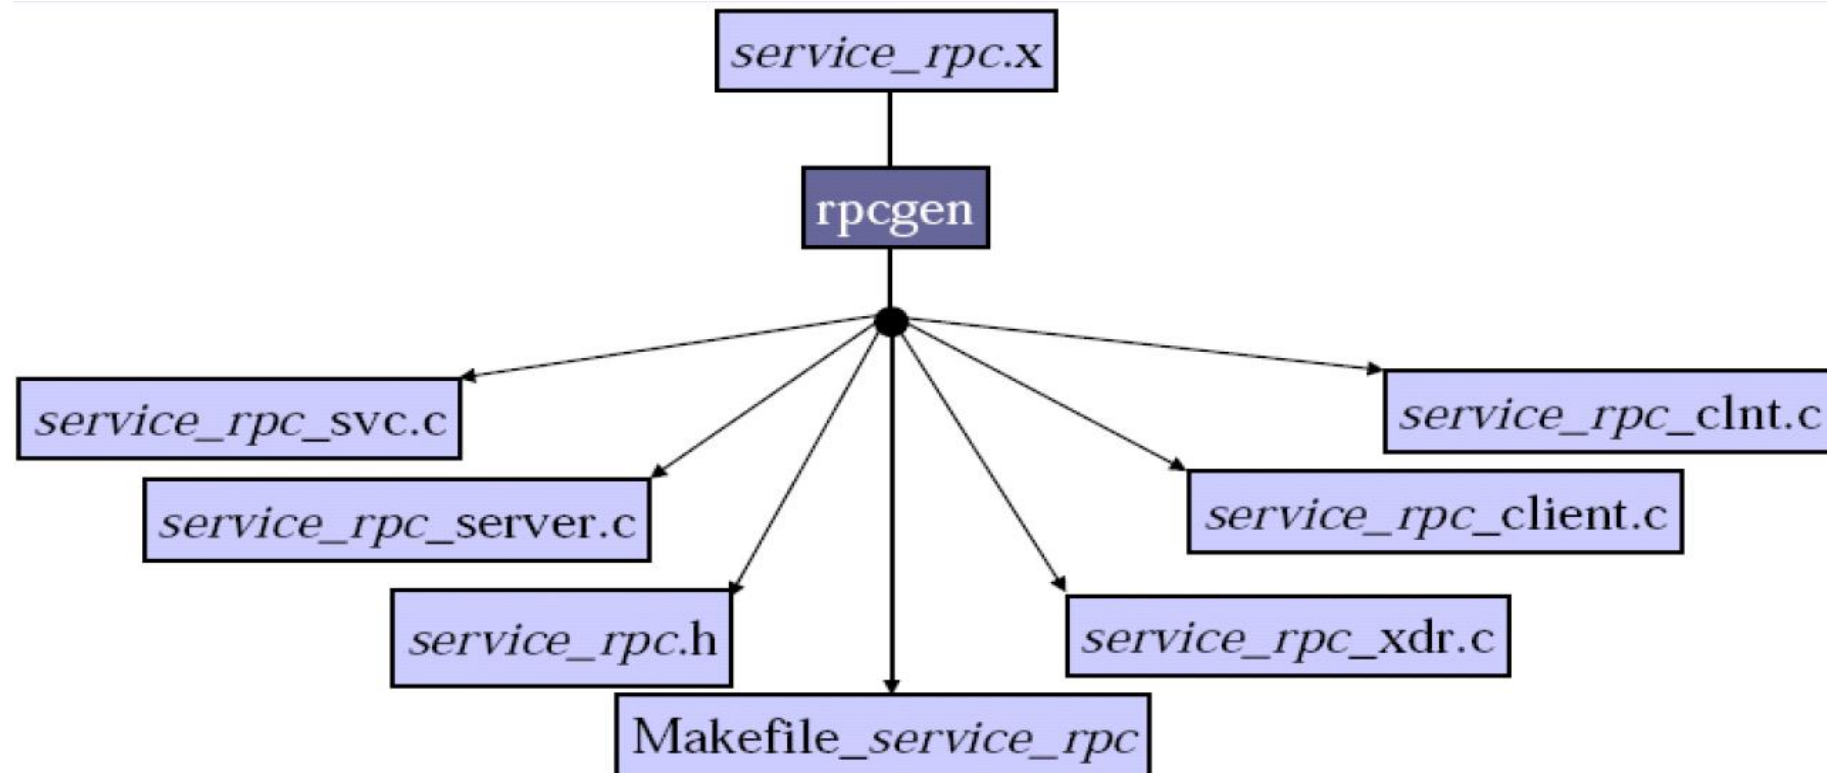 service_rpc.x
rpcgen
service_rpc_svc.c
service_rpc_clnt.c
service_rpc_server.c
service_rpc_client.c
service_rpc.h
service_rpc_xdr.c
Makefile_service_rpc